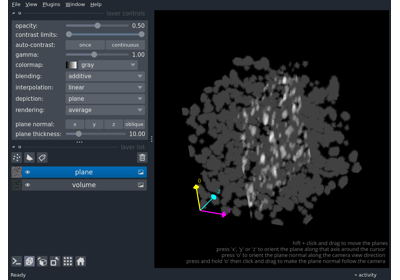 File View Plugins Window Help
layer controls
opacity: 0.50
contrast limits:
auto-contrast: once continuous
gamma: 1.00
colormap: gray
blending: additive
interpolation: linear
depiction: plane
rendering: average
plane normal: x y z oblique
plane thickness: 10.00
layer list
plane
volume
0
2
hift + click and drag to move the planes
press 'x', 'y' or 'z' to orient the plane along that axis around the cursor
press 'o' to orient the plane normal along the camera view direction
press and hold 'o' then click and drag to make the plane normal follow the camera
Ready
activity